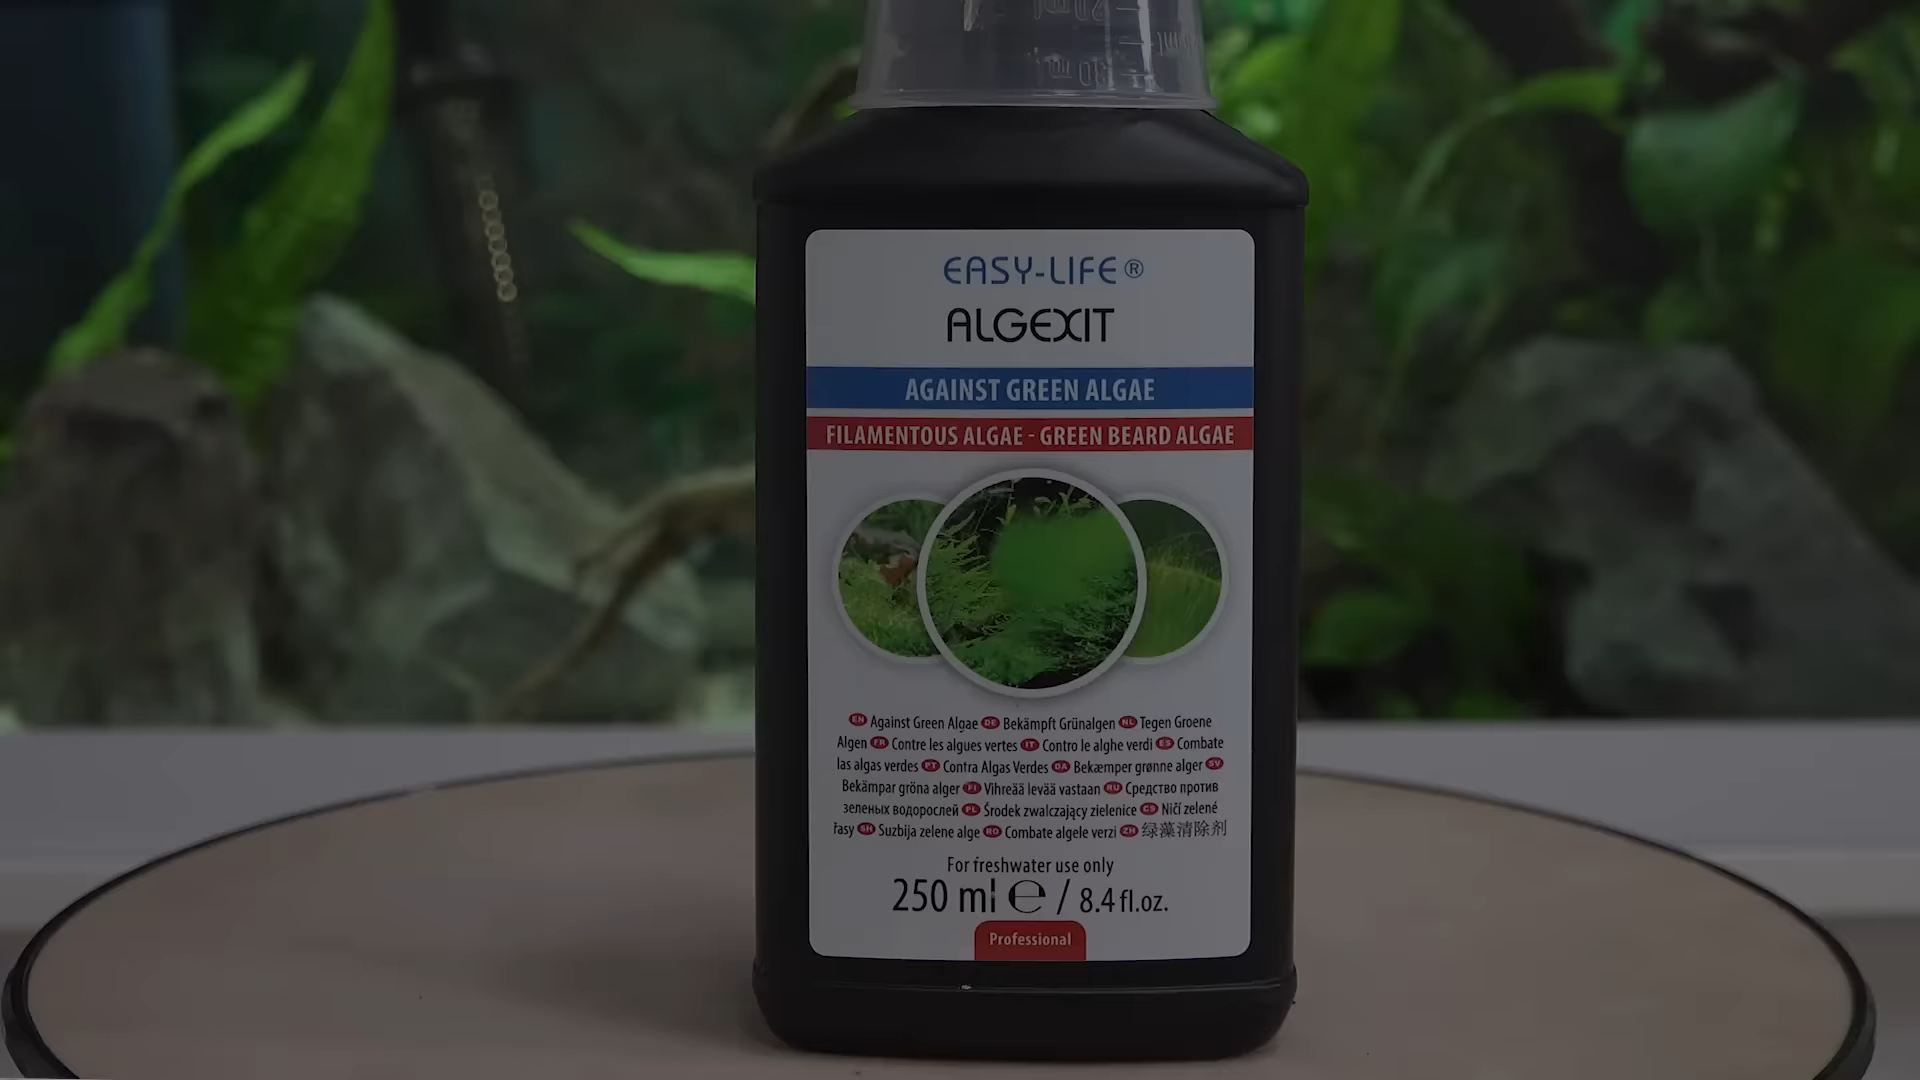 EASY-LIFE®
ALGEXIT
AGAINST GREEN ALGAE
FILAMENTOUS ALGAE - GREEN BEARD ALGAE
EN Against Green Algae DE Bekämpft Grünalgen NL Tegen Groene
Algen FR Contre les algues vertes IT Contro le alghe verdi ES Combate
las algas verdes PT Contra Algas Verdes DA Bekæmper grønne alger SV
Bekämpar gröna alger FI Vihreää levää vastaan RU Средство против
зеленых водорослей PL Środek zwalczający zielenice CS Ničí zelené
řasy SH Suzbija zelene alge RO Combate algele verzi ZH 绿藻清除剂
For freshwater use only
250 ml ℮ / 8.4 fl.oz.
Professional